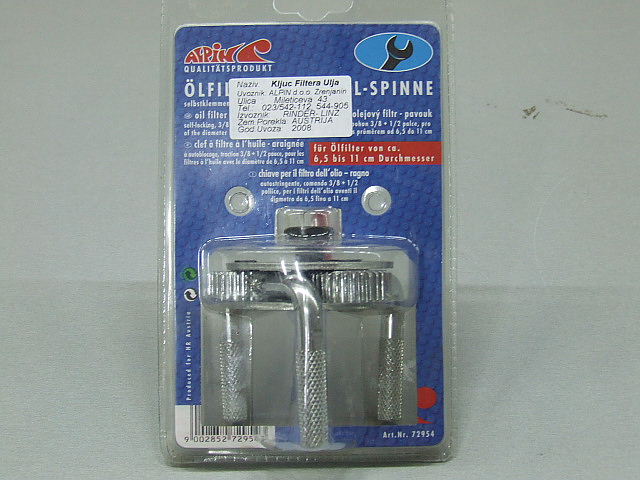 ALPIN
QUALITÄTSPRODUKT
ÖLFIL L-SPINNE
selbstklemmen
Naziv: Kljuc Filtera Ulja
Uvoznik: ALPIN d.o.o. Zrenjanin
Ulica Mileticeva 43
Tel.: 023/542-112, 544-905
Izvoznik: RINDER- LINZ
Zem.Porekla: AUSTRIJA
God.Uvoza: 2008
oil filter
self-locking, 3/8
of the diameter
olejový filtr - pavouk
pohon 3/8 + 1/2 palce, pro
s průměrem od 6,5 do 11 cm
clef à filtre à l'huile - araignée
à autoblocage, traction 3/8 + 1/2 pouce, pour les
filtres à l'huile avec le diamètre de 6,5 à 11 cm
für Ölfilter von ca.
6,5 bis 11 cm Durchmesser
chiave per il filtro dell'olio - ragno
autostringente, comando 3/8 + 1/2
pollice, per i filtri dell'olio aventi il
diametro da 6,5 fino a 11 cm
Produced for HR Austria
9 002852 7295
Art.Nr. 72954